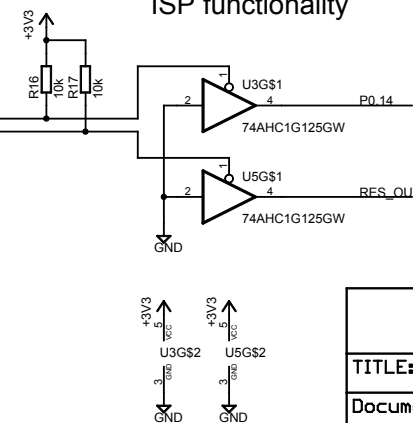 ISP functionality
+3V3
R16
10k
R17
10k
1
U3G$1
2
4
P0.14
74AHC1G125GW
1
U5G$1
2
4
74AHC1G125GW
GND
+3V3
+3V3
5
VCC
5
VCC
U3G$2
U5G$2
3
GND
3
GND
GND
GND
TITLE: